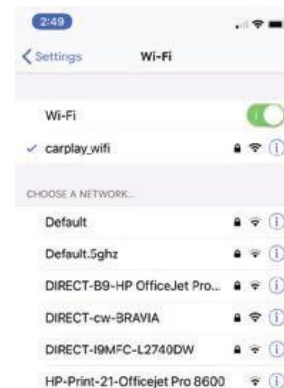 2:49
Settings Wi-Fi
Wi-Fi
carplay_wifi
CHOOSE A NETWORK...
Default
Default.5ghz
DIRECT-B9-HP OfficeJet Pro...
DIRECT-cw-BRAVIA
DIRECT-I9MFC-L2740DW
HP-Print-21-Officejet Pro 8600